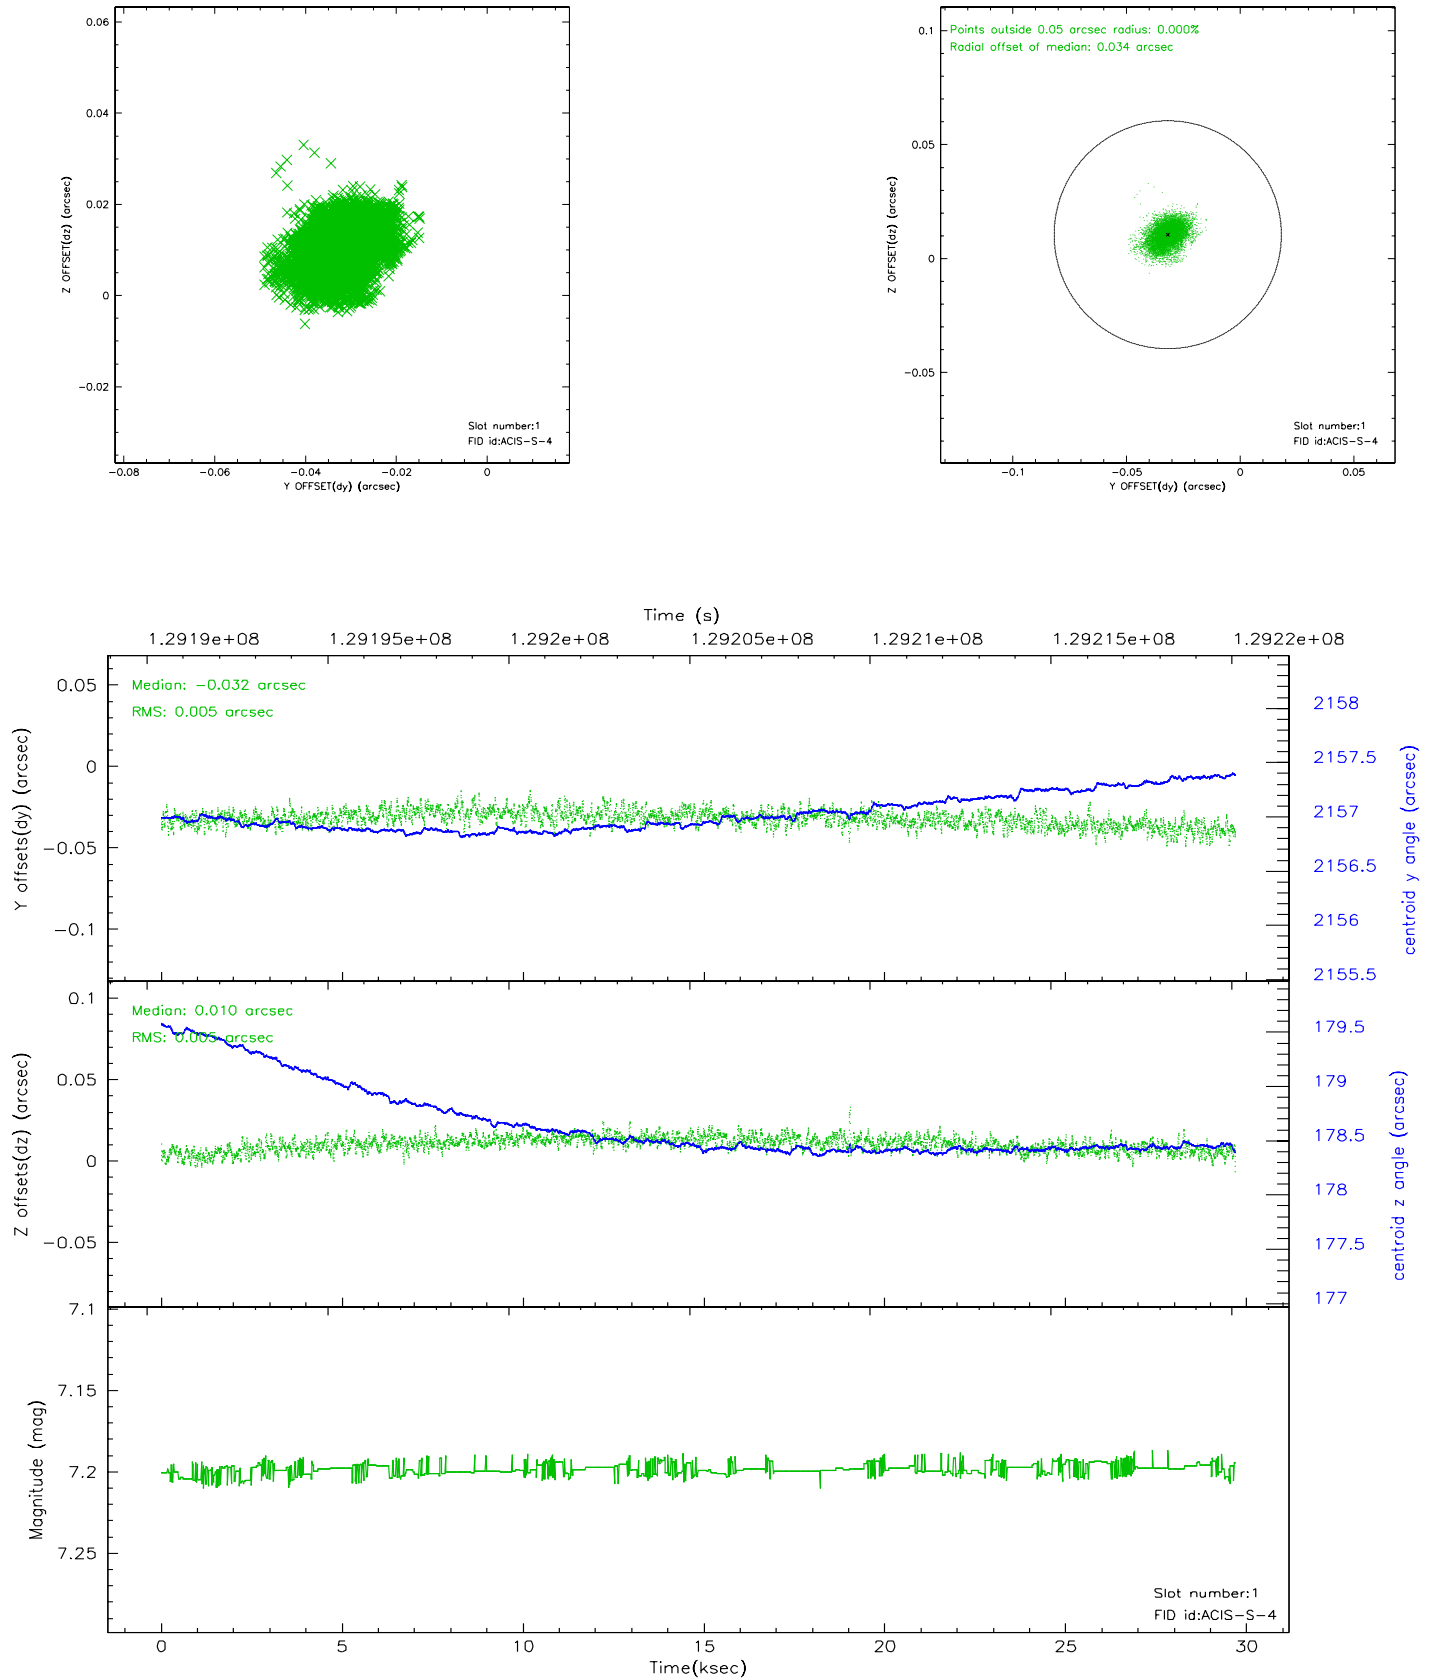 0.06
0.04
0.02
0
−0.02
Z OFFSET(dz) (arcsec)
Slot number:1
FID id:ACIS−S−4
−0.08
−0.06
−0.04
−0.02
0
Y OFFSET(dy) (arcsec)
Points outside 0.05 arcsec radius: 0.000%
Radial offset of median: 0.034 arcsec
0.1
0.05
0
−0.05
Z OFFSET(dz) (arcsec)
Slot number:1
FID id:ACIS−S−4
−0.1
−0.05
0
0.05
Y OFFSET(dy) (arcsec)
Time (s)
1.2919e+08
1.29195e+08
1.292e+08
1.29205e+08
1.2921e+08
1.29215e+08
1.2922e+08
Median: −0.032 arcsec
RMS: 0.005 arcsec
0.05
0
−0.05
−0.1
Y offsets(dy) (arcsec)
2158
2157.5
2157
2156.5
2156
2155.5
centroid y angle (arcsec)
Median: 0.010 arcsec
RMS: 0.005 arcsec
0.1
0.05
0
−0.05
Z offsets(dz) (arcsec)
179.5
179
178.5
178
177.5
177
centroid z angle (arcsec)
7.1
7.15
7.2
7.25
Magnitude (mag)
Slot number:1
FID id:ACIS−S−4
0
5
10
15
20
25
30
Time(ksec)